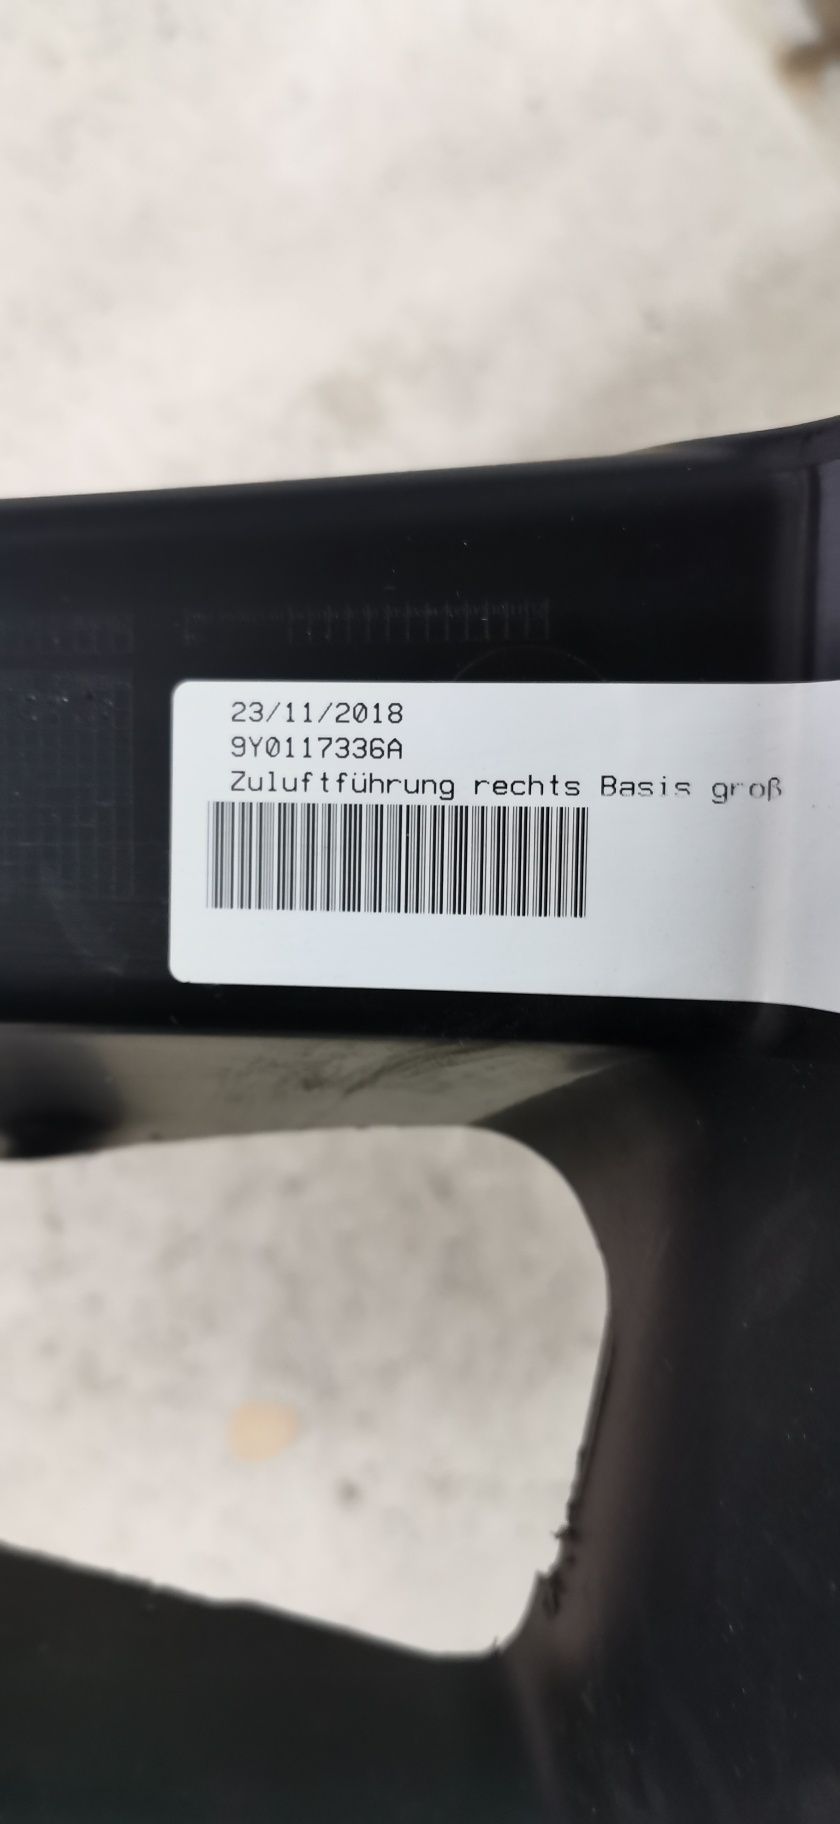 23/11/2018
9Y0117336A
Zuluftführung rechts Basis groß